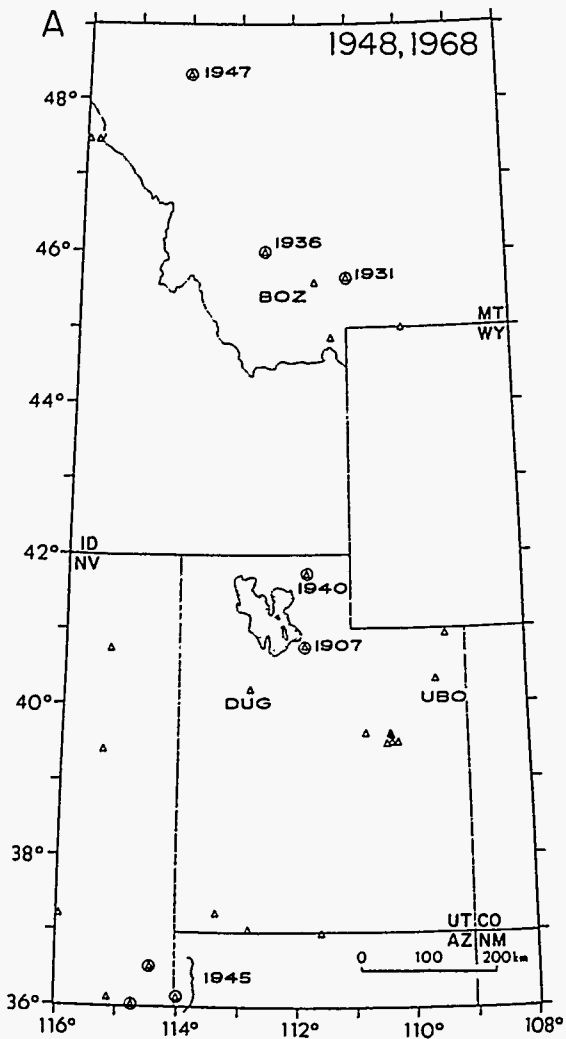 A
1948, 1968
1947
48°
1936
46°
1931
BOZ
MT
WY
44°
42°
ID
NV
1940
1907
40°
DUG
UBO
38°
UT CO
AZ NM
0 100 200 km
1945
36°
116° 114° 112° 110° 108°